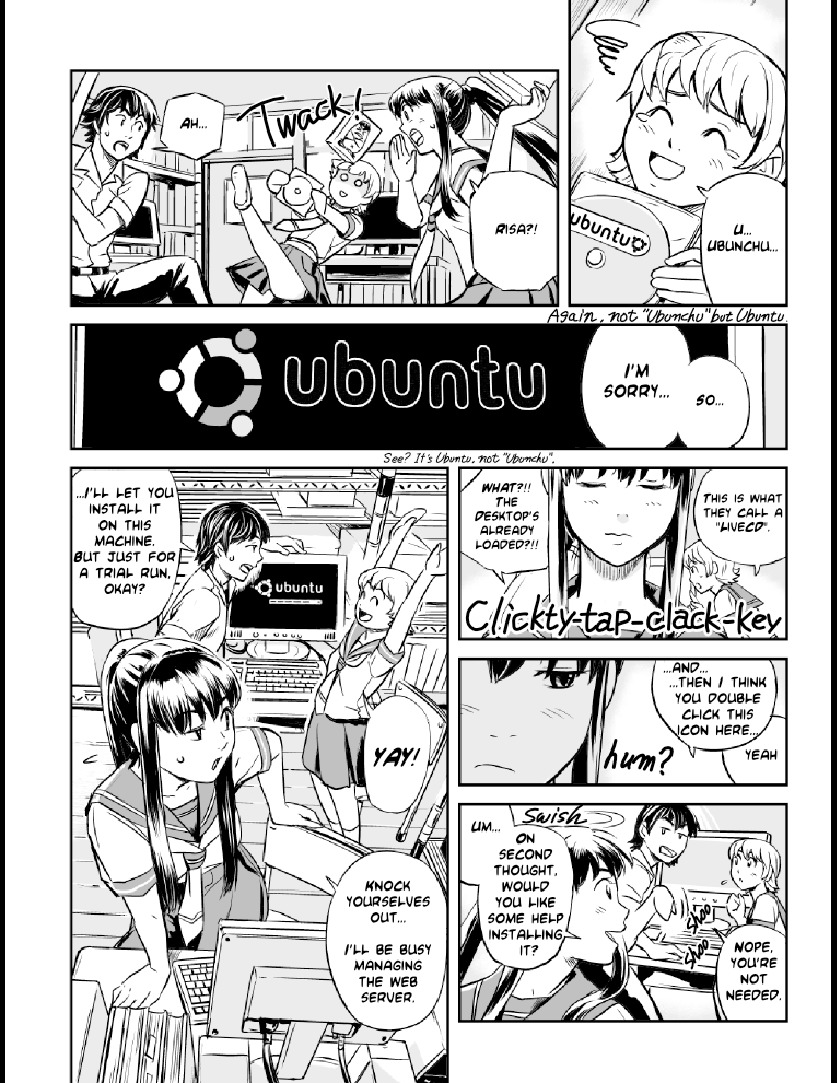 AH...
Twack!
RISA?!
ubuntu
U...
UBUNCHU...
Again, not "Ubunchu" but Ubuntu.
ubuntu
I'M
SORRY...
SO...
See? It's Ubuntu, not "Ubunchu".
...I'LL LET YOU
INSTALL IT
ON THIS
MACHINE.
BUT JUST FOR
A TRIAL RUN,
OKAY?
ubuntu
YAY!
KNOCK
YOURSELVES
OUT...
I'LL BE BUSY
MANAGING
THE WEB
SERVER.
WHAT?!!
THE
DESKTOP'S
ALREADY
LOADED?!!
THIS IS WHAT
THEY CALL A
"LIVECD".
Clickty-tap-clack-key
...AND...
...THEN I THINK
YOU DOUBLE
CLICK THIS
ICON HERE...
YEAH
hum?
Swish
UM...
ON
SECOND
THOUGHT,
WOULD
YOU LIKE
SOME HELP
INSTALLING
IT?
Shoo
Shoo
NOPE,
YOU'RE
NOT
NEEDED.